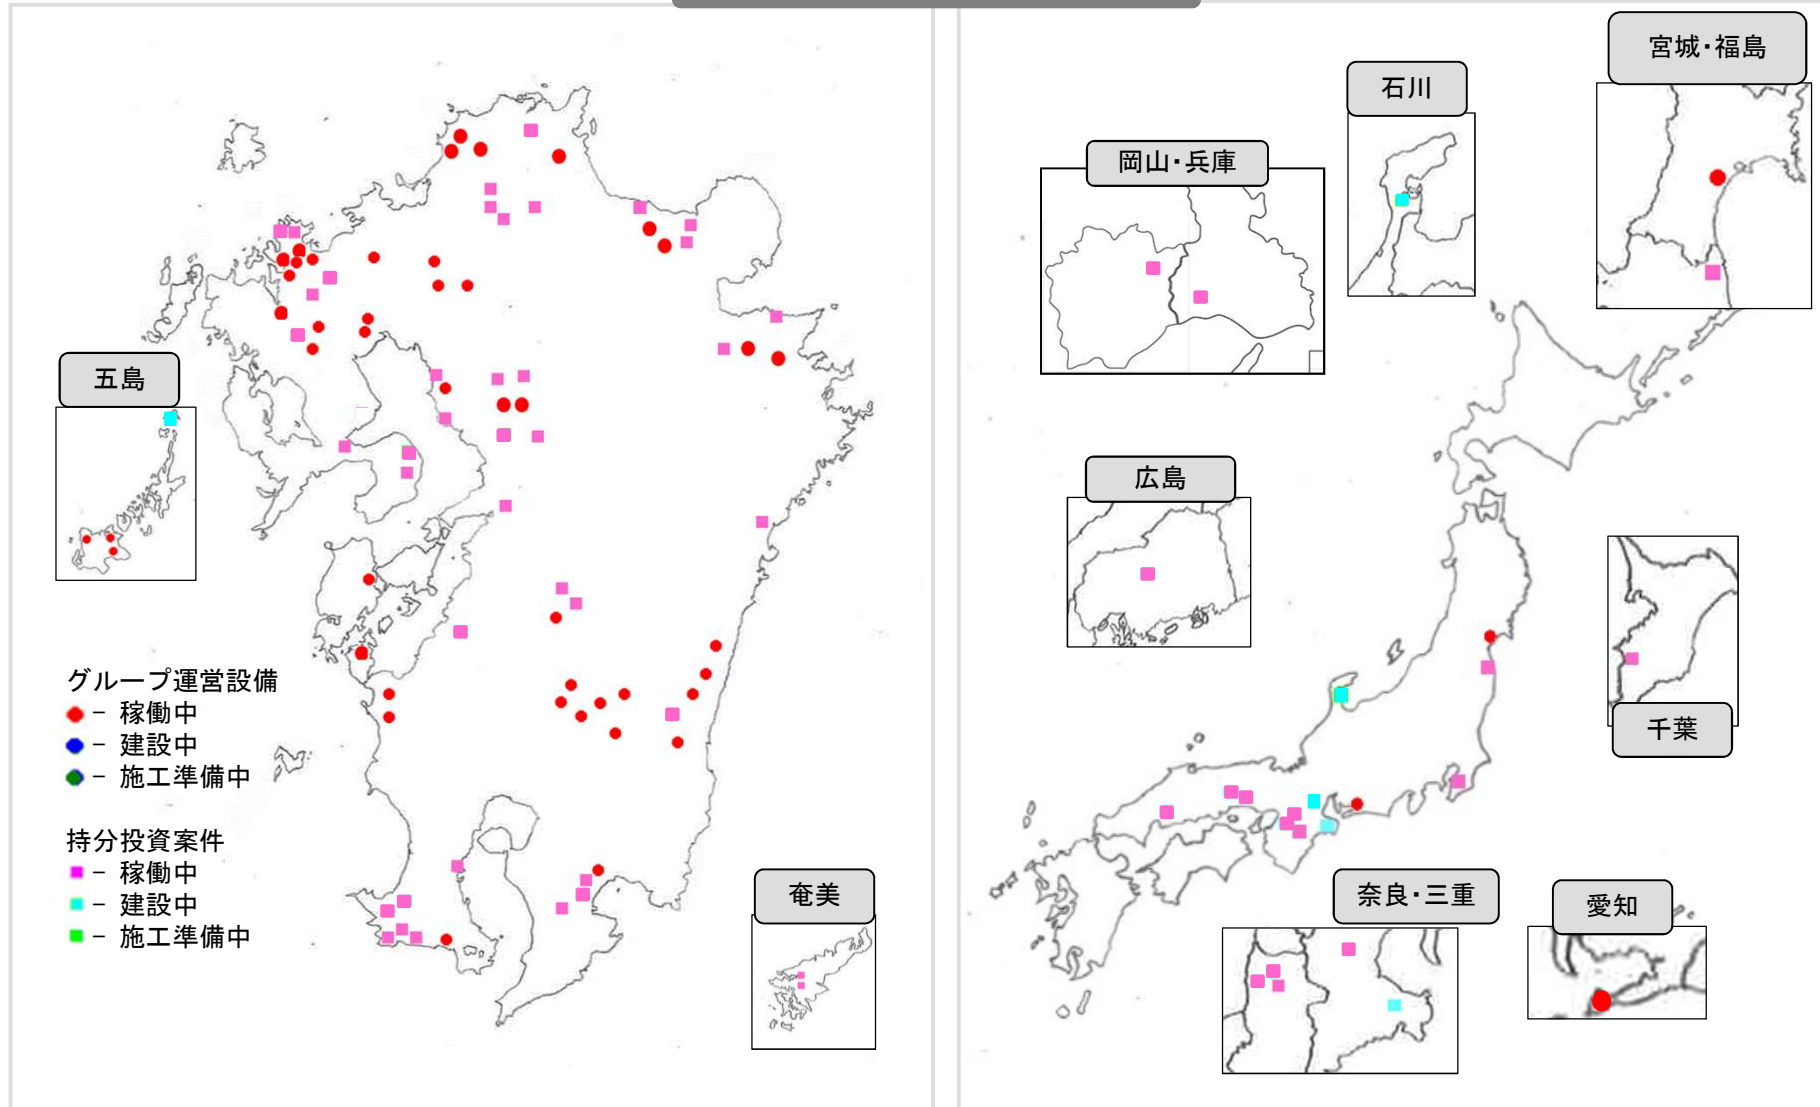 五島
グループ運営設備
− 稼働中
− 建設中
− 施工準備中
持分投資案件
− 稼働中
− 建設中
− 施工準備中
奄美
宮城・福島
石川
岡山・兵庫
広島
千葉
奈良・三重
愛知